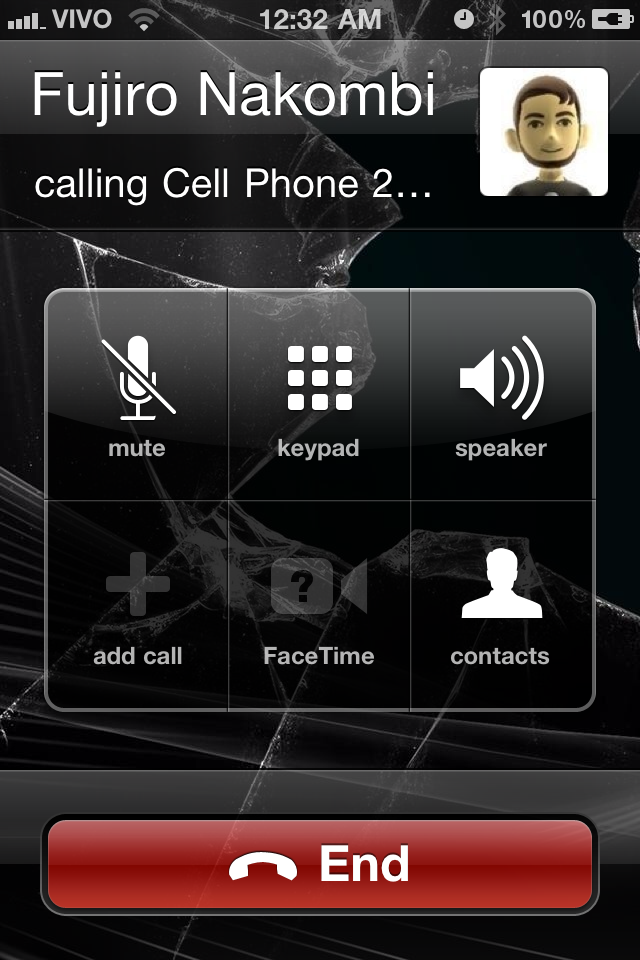 VIVO 12:32 AM 100%
Fujiro Nakombi
calling Cell Phone 2...
mute keypad speaker
?
add call FaceTime contacts
End